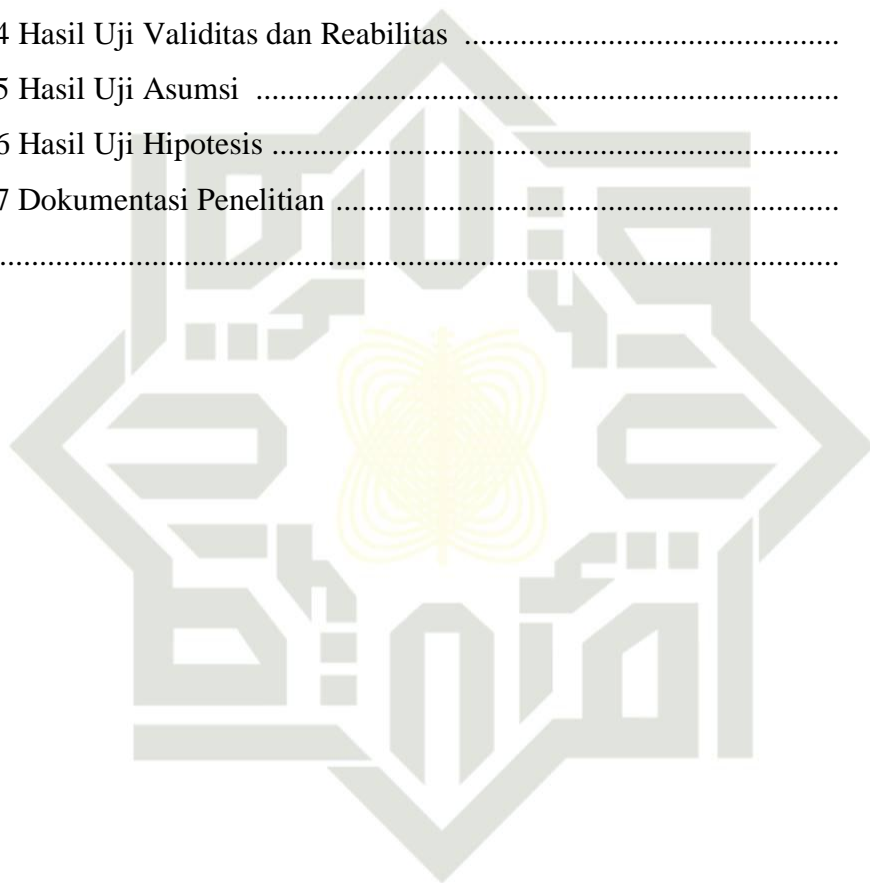 4 Hasil Uji Validitas dan Reabilitas ...............................................
5 Hasil Uji Asumsi .........................................................................
6 Hasil Uji Hipotesis .......................................................................
7 Dokumentasi Penelitian ...............................................................
.........................................................................................................